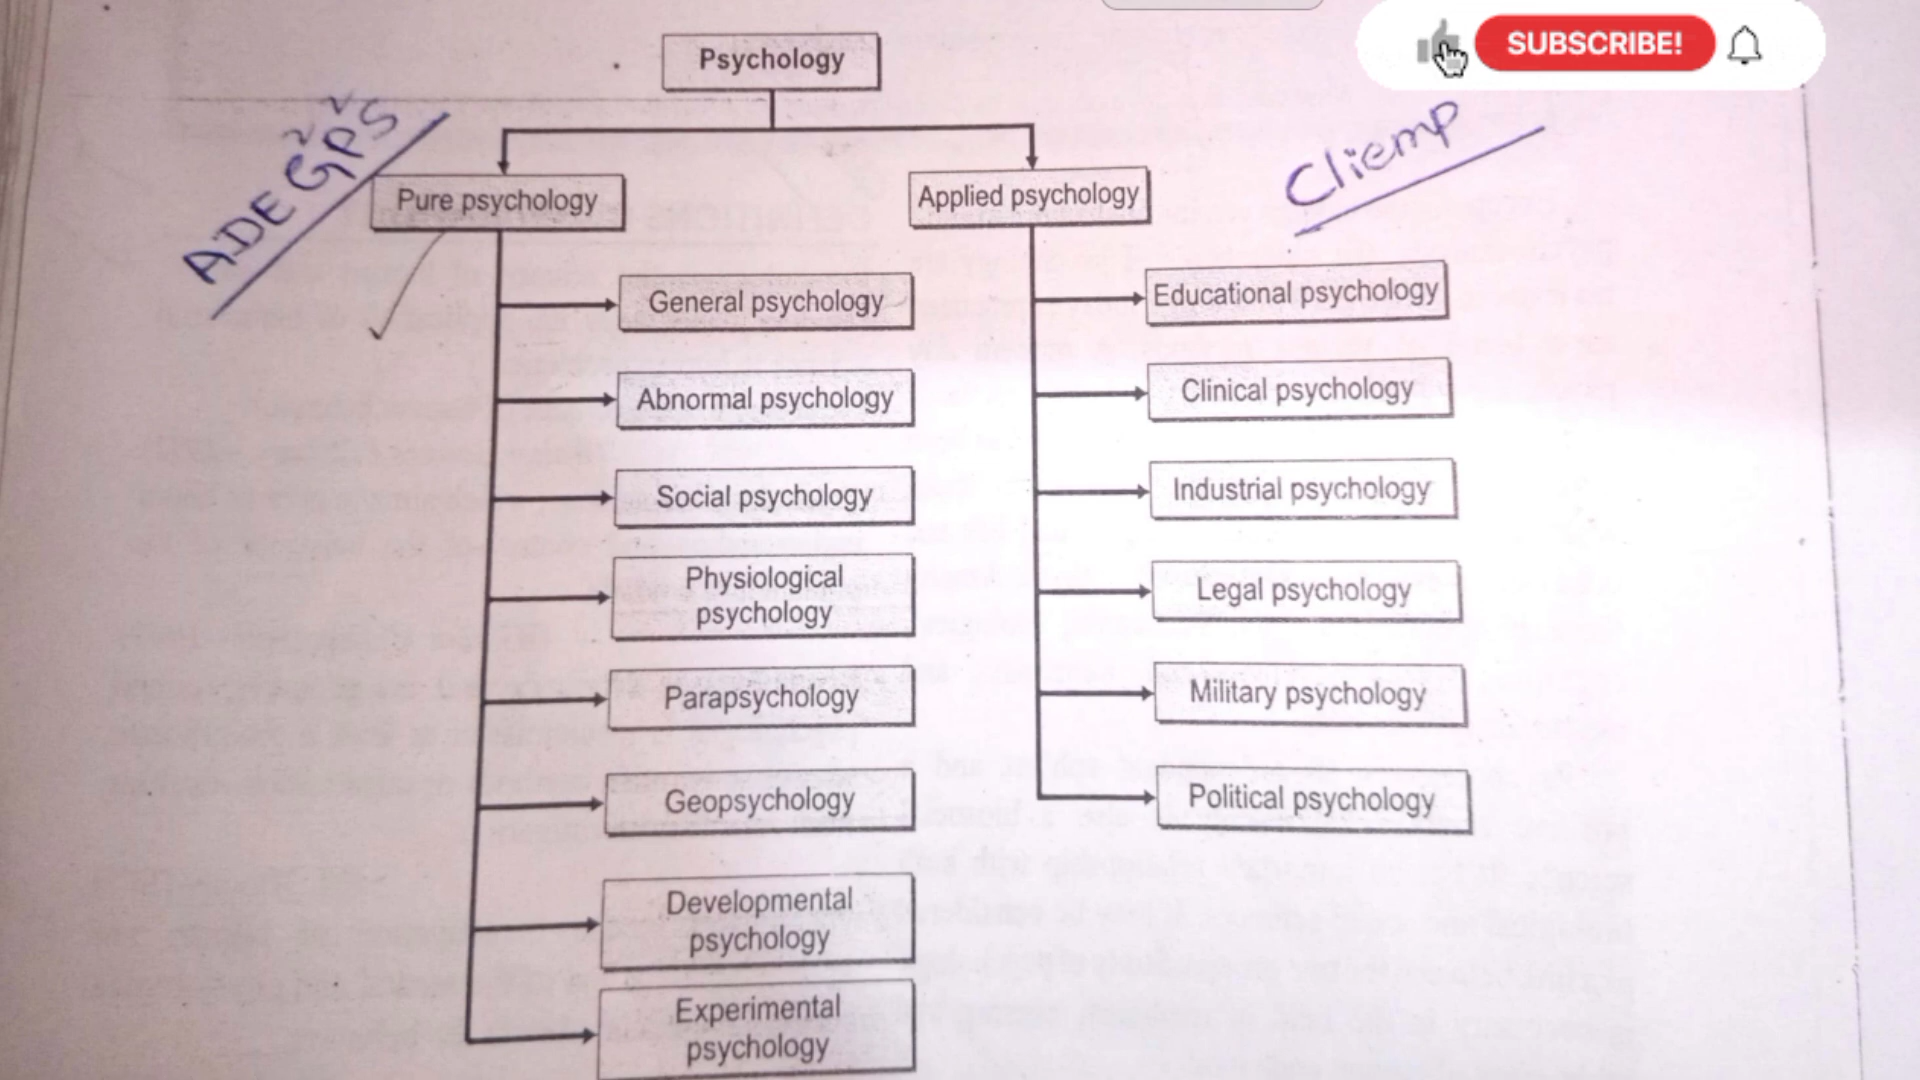 SUBSCRIBE!
Psychology
ADEG²P²S
Cliemp
Pure psychology
Applied psychology
General psychology
Abnormal psychology
Social psychology
Physiological
psychology
Parapsychology
Geopsychology
Developmental
psychology
Experimental
psychology
Educational psychology
Clinical psychology
Industrial psychology
Legal psychology
Military psychology
Political psychology